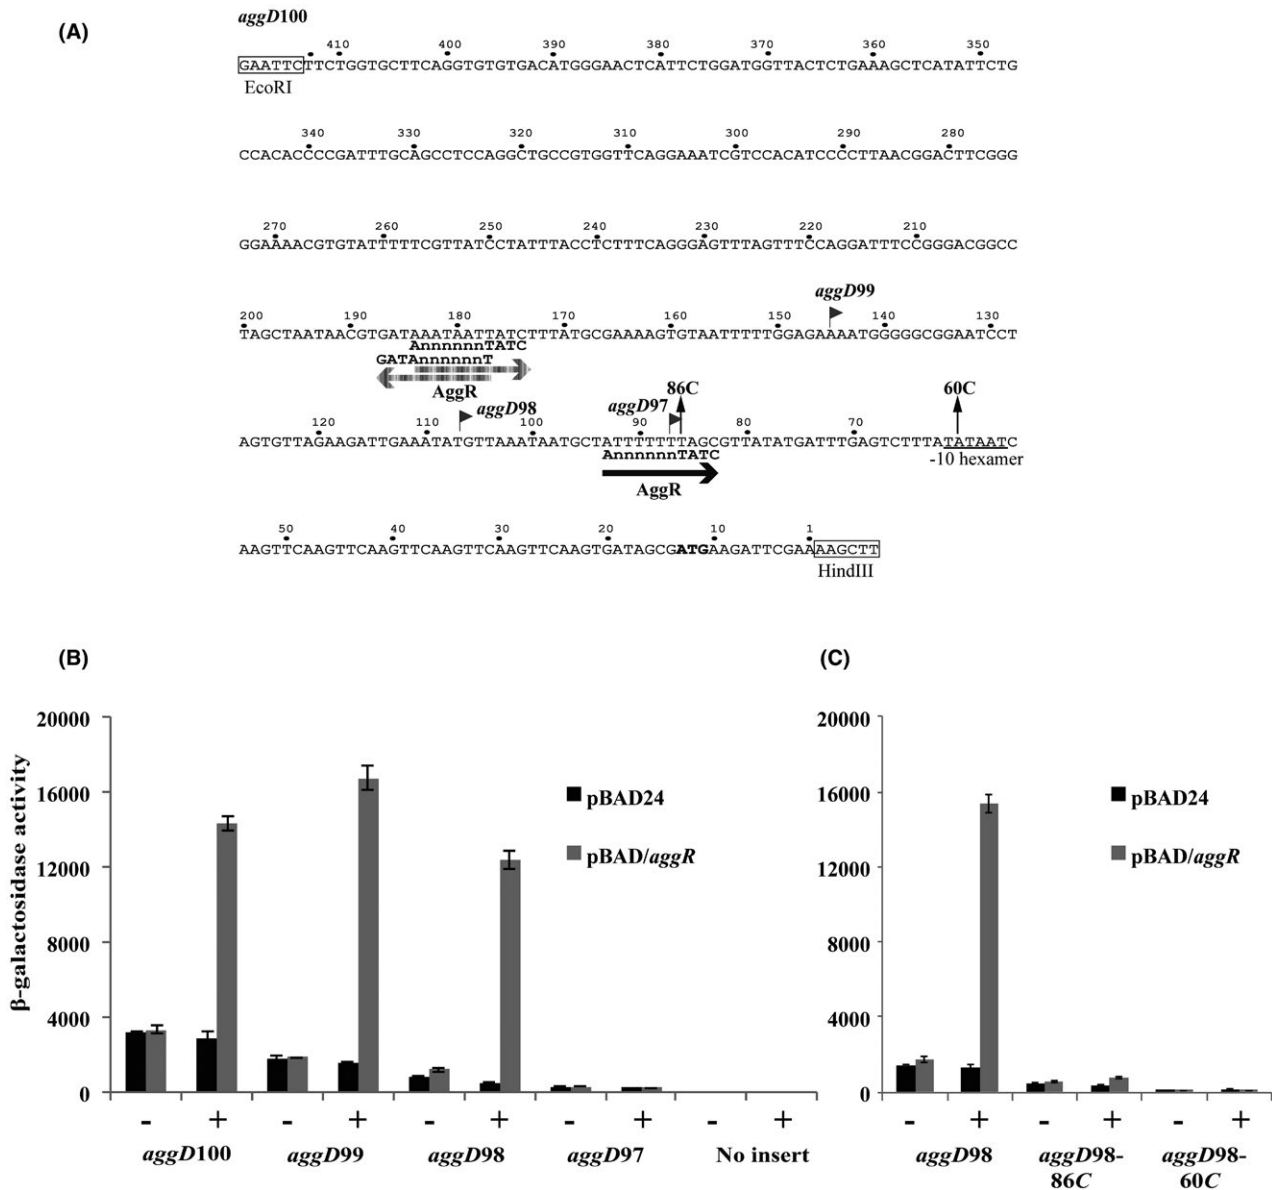 (A)
aggD100
410 400 390 380 370 360 350
GAATTCTTCTGGTGCTTCAGGTGTGTGACATGGGAACTCATTCTGGATGGTTACTCTGAAAGCTCATATTCTG
EcoRI
340 330 320 310 300 290 280
CCACACCCCGATTTGCAGCCTCCAGGCTGCCGTGGTTCAGGAAATCGTCCACATCCCCTTAACGGACTTCGGG
270 260 250 240 230 220 210
GGAAAACGTGTATTTTTCGTTATCCTATTTACCTCTTTCAGGGAGTTTAGTTTCCAGGATTTCCGGGACGGCC
aggD99
200 190 180 170 160 150 140 130
TAGCTAATAACGTGATAAATAATTATCTTTATGCGAAAAGTGTAATTTTTGGAGAAAATGGGGGCGGAATCCT
AnnnnnnTATC
GATAnnnnnnT
AggR
86C 60C
aggD98 aggD97
120 110 100 90 80 70
AGTGTTAGAAGATTGAAATATGTTAAATAATGCTATTTTTTTAGCGTTATATGATTTGAGTCTTTATATAATC
AnnnnnnTATC
-10 hexamer
AggR
50 40 30 20 10 1
AAGTTCAAGTTCAAGTTCAAGTTCAAGTTCAAGTGATAGCGATGAAGATTCGAAAAGCTT
HindIII
(B)
β-galactosidase activity
20000
16000
12000
8000
4000
0
pBAD24
pBAD/aggR
- + - + - + - + - +
aggD100 aggD99 aggD98 aggD97 No insert
(C)
20000
16000
12000
8000
4000
0
pBAD24
pBAD/aggR
- + - + - +
aggD98 aggD98-86C aggD98-60C